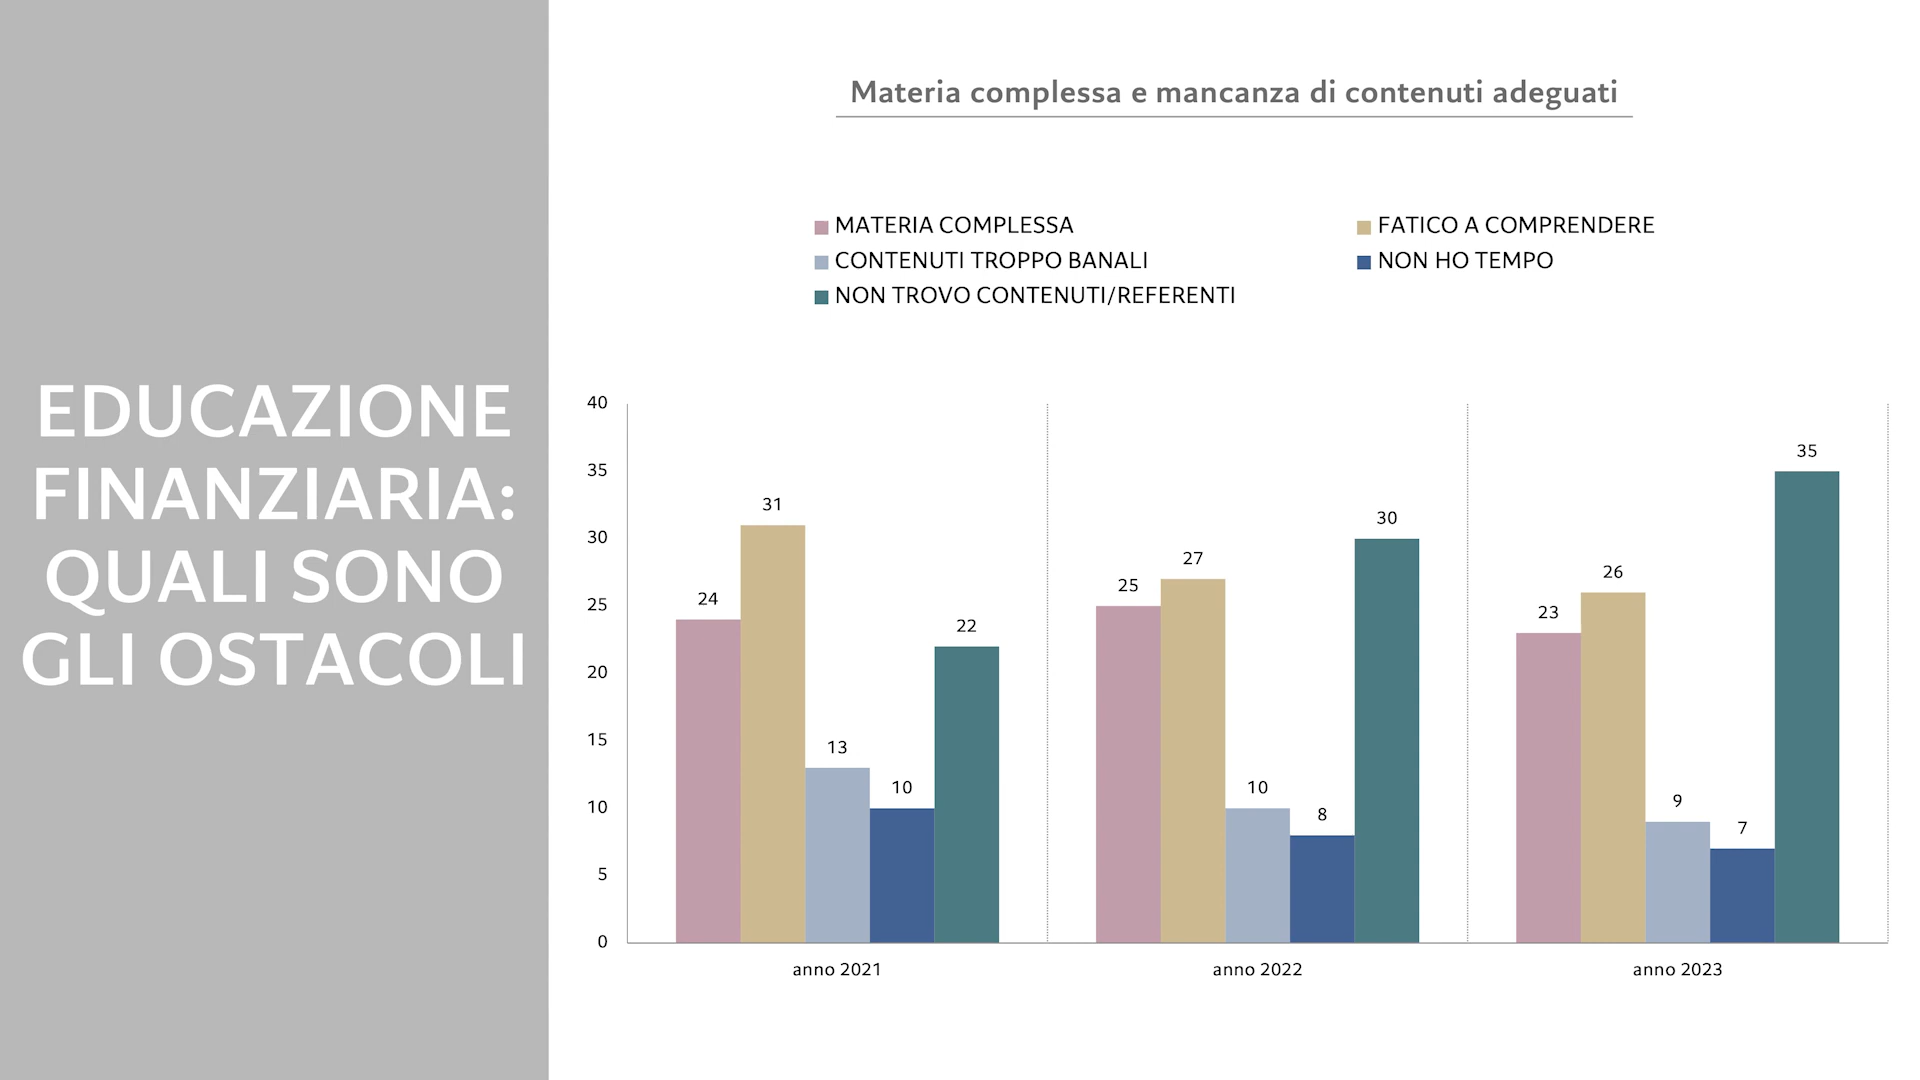 EDUCAZIONE
FINANZIARIA:
QUALI SONO
GLI OSTACOLI
Materia complessa e mancanza di contenuti adeguati
MATERIA COMPLESSA
FATICO A COMPRENDERE
CONTENUTI TROPPO BANALI
NON HO TEMPO
NON TROVO CONTENUTI/REFERENTI
40
35
30
25
20
15
10
5
0
24
31
13
10
22
25
27
10
8
30
23
26
9
7
35
anno 2021
anno 2022
anno 2023